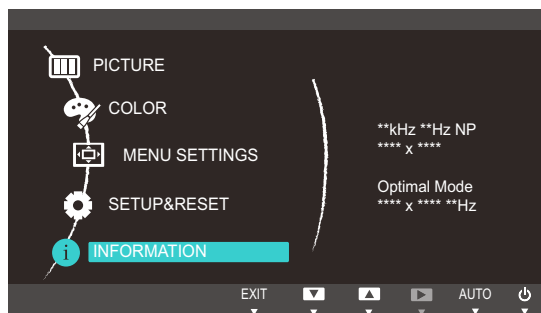 PICTURE
COLOR
MENU SETTINGS
SETUP&RESET
i INFORMATION
**kHz **Hz NP
**** x ****
Optimal Mode
**** x **** **Hz
EXIT AUTO